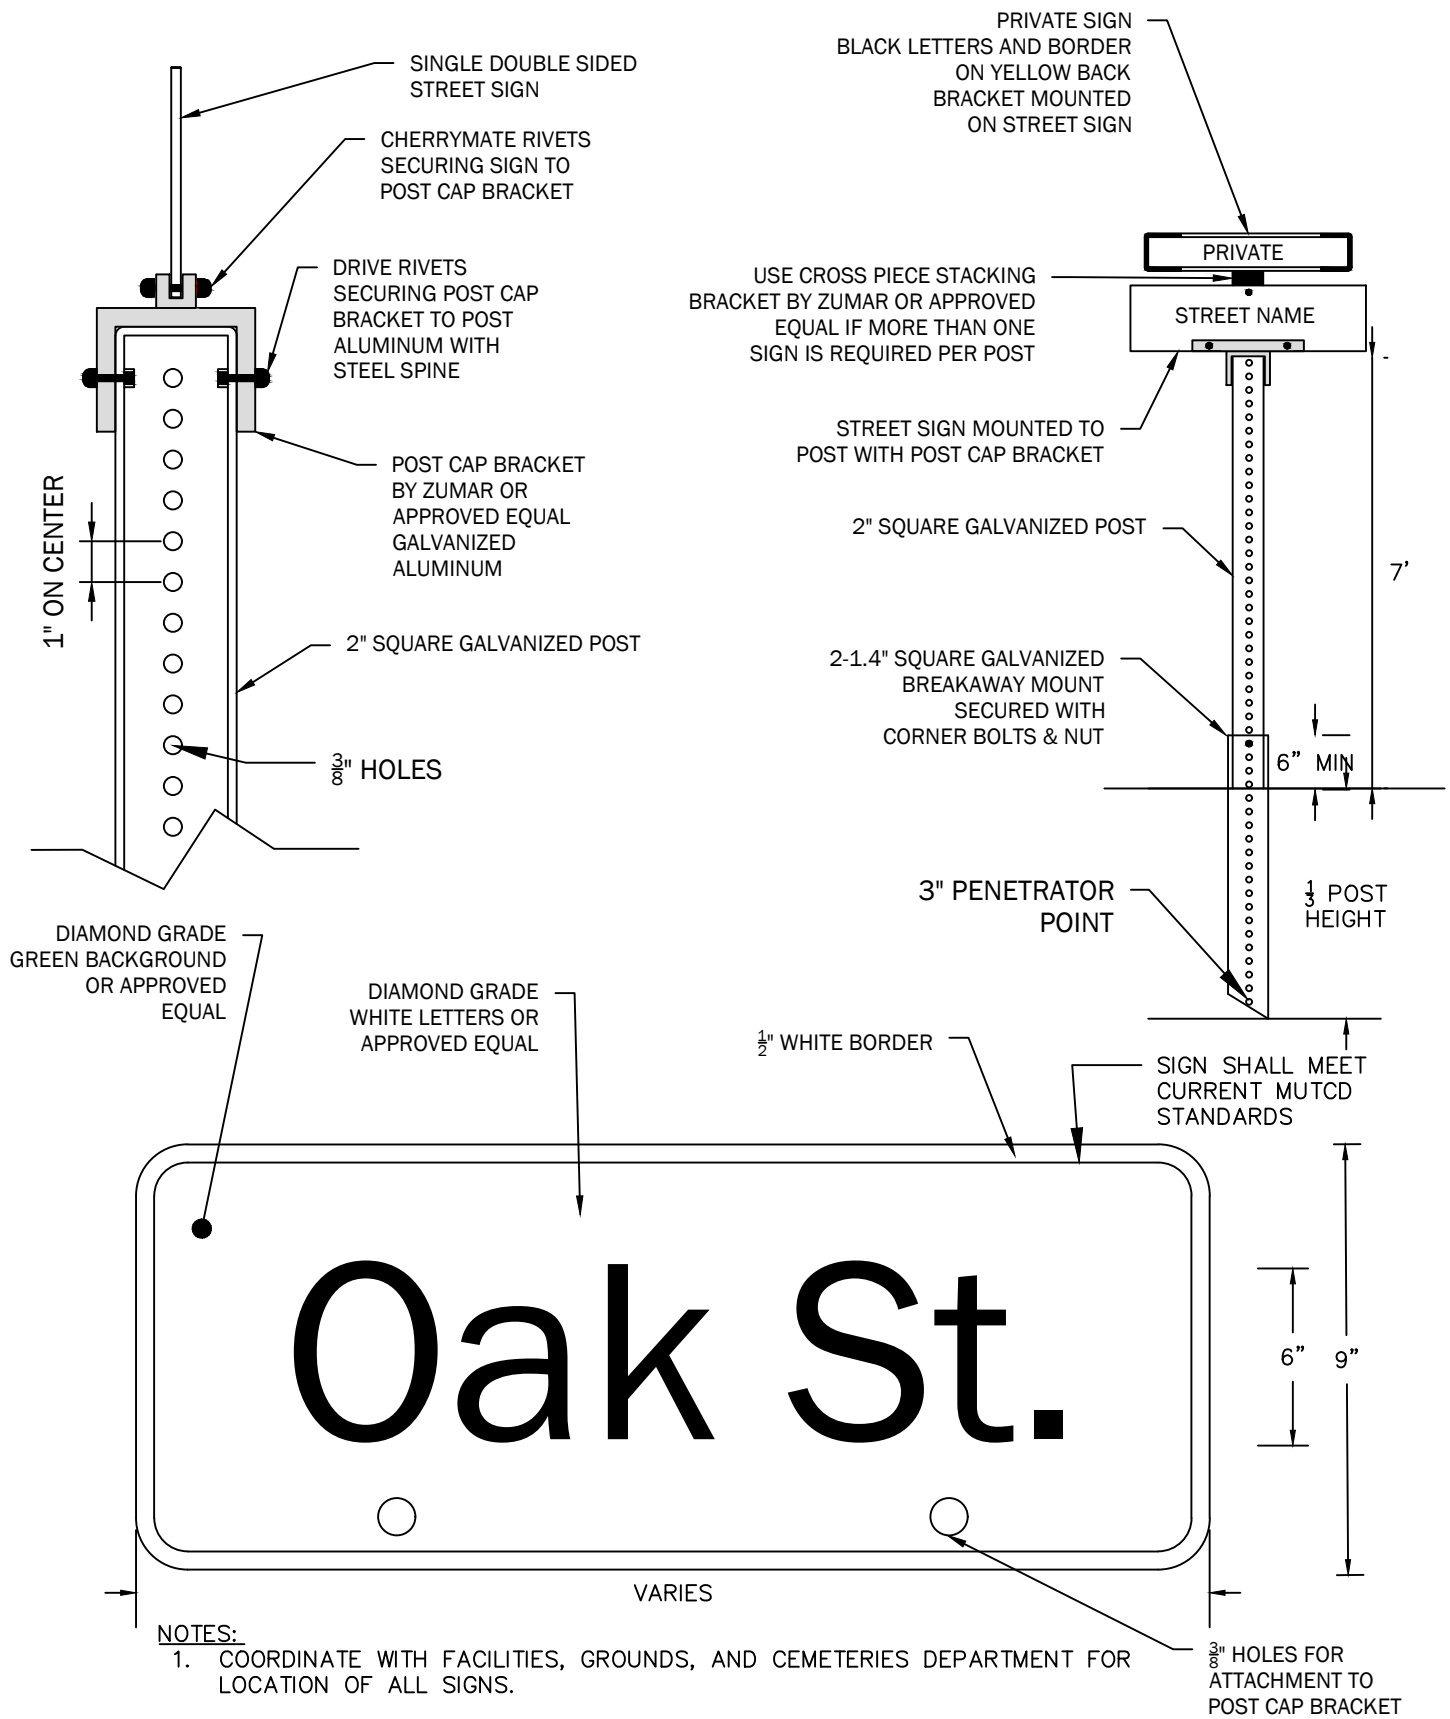 SINGLE DOUBLE SIDED
STREET SIGN
CHERRYMATE RIVETS
SECURING SIGN TO
POST CAP BRACKET
DRIVE RIVETS
SECURING POST CAP
BRACKET TO POST
ALUMINUM WITH
STEEL SPINE
POST CAP BRACKET
BY ZUMAR OR
APPROVED EQUAL
GALVANIZED
ALUMINUM
1" ON CENTER
2" SQUARE GALVANIZED POST
3/8" HOLES
PRIVATE SIGN
BLACK LETTERS AND BORDER
ON YELLOW BACK
BRACKET MOUNTED
ON STREET SIGN
PRIVATE
USE CROSS PIECE STACKING
BRACKET BY ZUMAR OR APPROVED
EQUAL IF MORE THAN ONE
SIGN IS REQUIRED PER POST
STREET NAME
STREET SIGN MOUNTED TO
POST WITH POST CAP BRACKET
2" SQUARE GALVANIZED POST
7'
2-1.4" SQUARE GALVANIZED
BREAKAWAY MOUNT
SECURED WITH
CORNER BOLTS & NUT
6" MIN
3" PENETRATOR
POINT
1/3 POST
HEIGHT
DIAMOND GRADE
GREEN BACKGROUND
OR APPROVED
EQUAL
DIAMOND GRADE
WHITE LETTERS OR
APPROVED EQUAL
1/2" WHITE BORDER
SIGN SHALL MEET
CURRENT MUTCD
STANDARDS
Oak St.
6"
9"
VARIES
NOTES:
1. COORDINATE WITH FACILITIES, GROUNDS, AND CEMETERIES DEPARTMENT FOR
LOCATION OF ALL SIGNS.
3/8" HOLES FOR
ATTACHMENT TO
POST CAP BRACKET